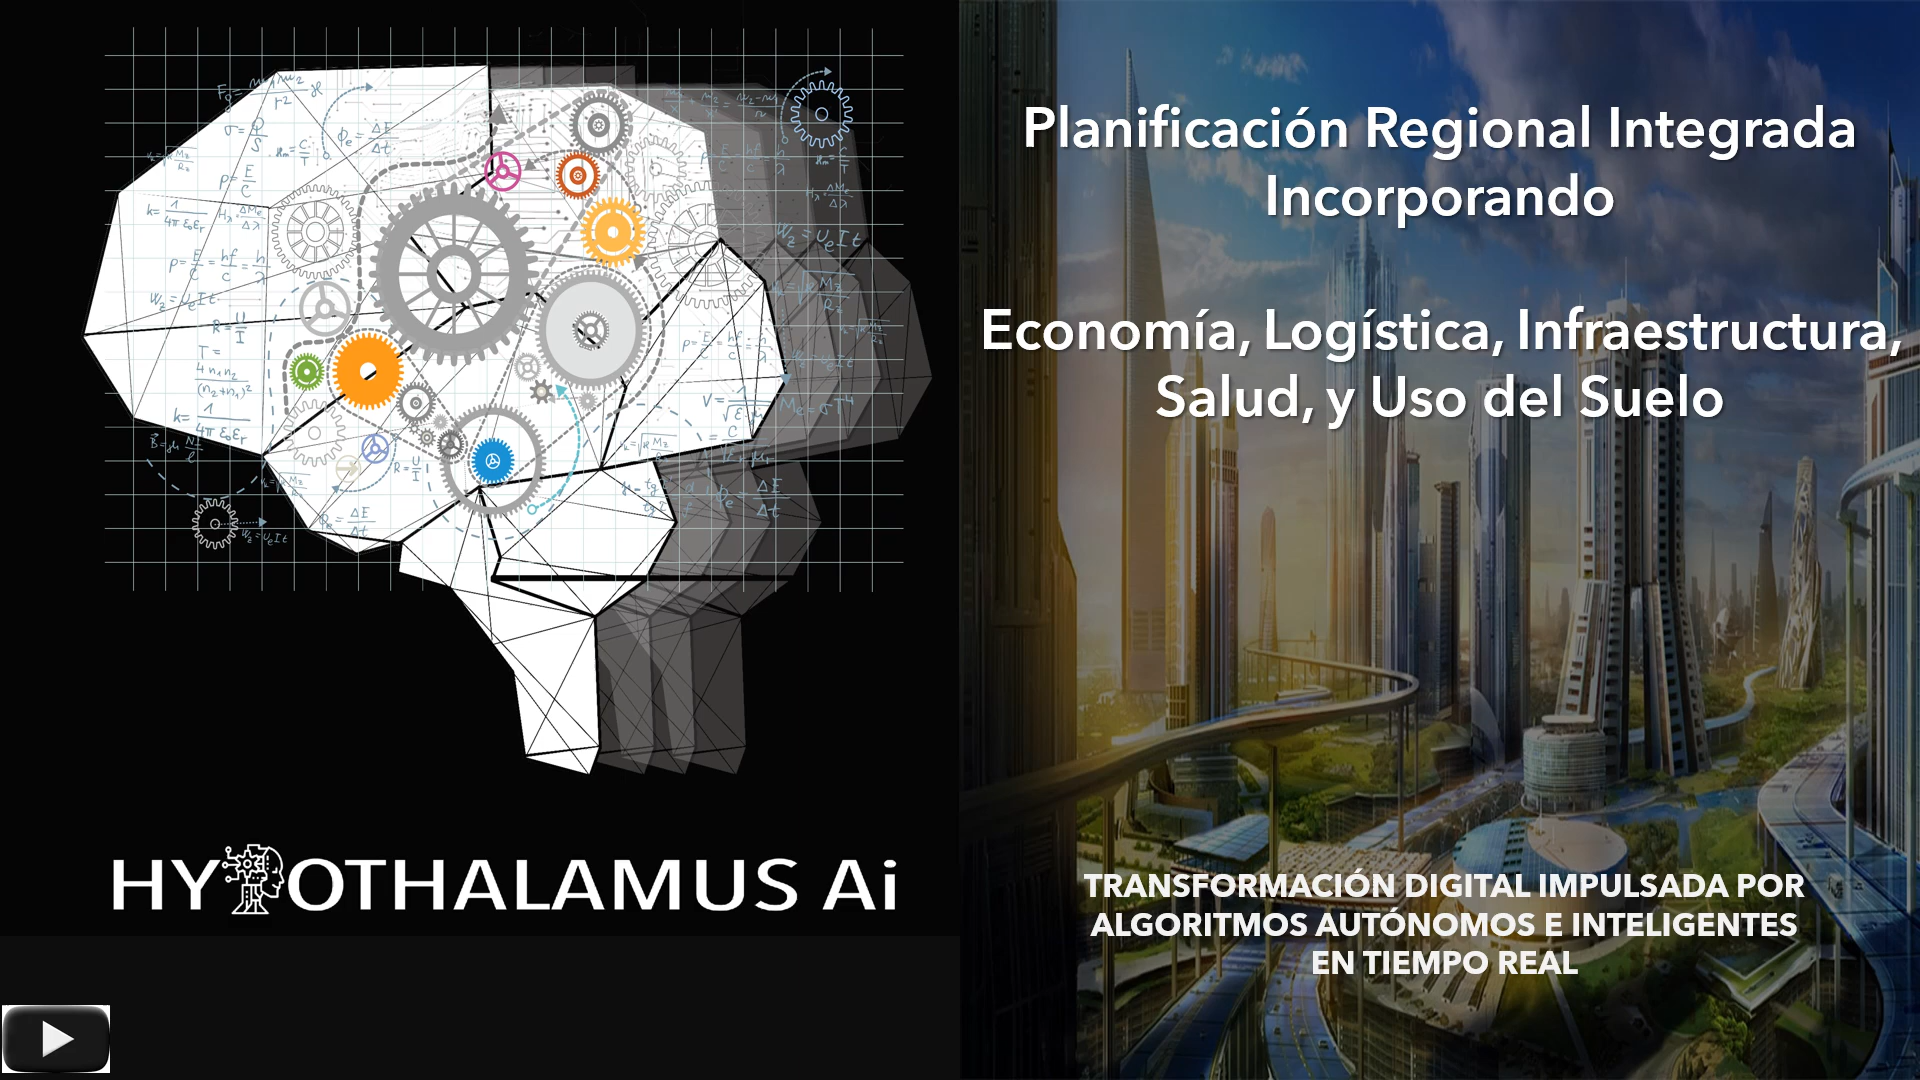 HYPOTHALAMUS Ai
Planificación Regional Integrada
Incorporando
Economía, Logística, Infraestructura,
Salud, y Uso del Suelo
TRANSFORMACIÓN DIGITAL IMPULSADA POR
ALGORITMOS AUTÓNOMOS E INTELIGENTES
EN TIEMPO REAL